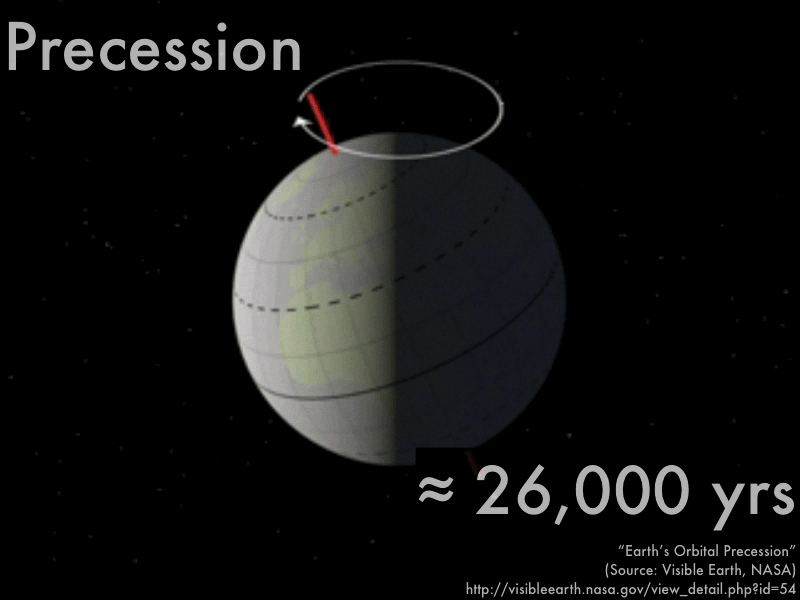 Precession
≈ 26,000 yrs
“Earth’s Orbital Precession”
(Source: Visible Earth, NASA)
http://visibleearth.nasa.gov/view_detail.php?id=54